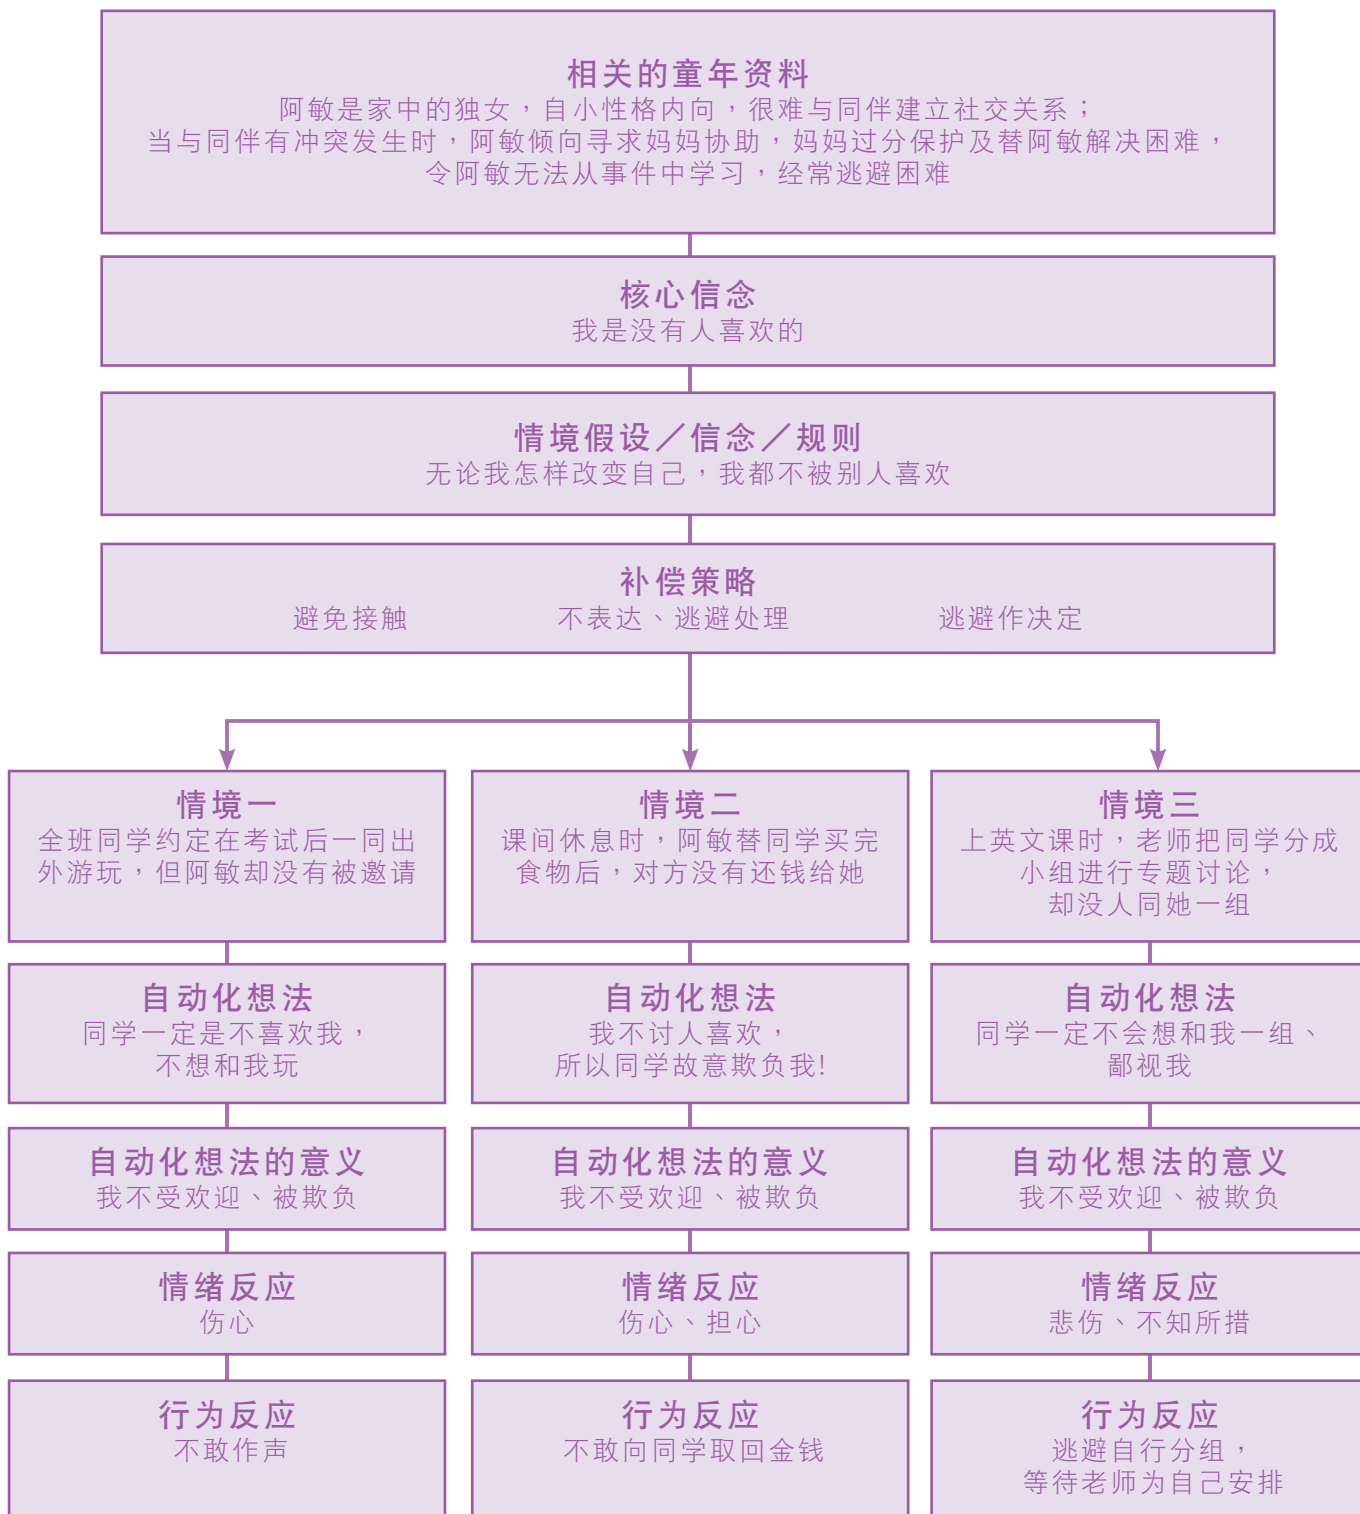 相关的童年资料
阿敏是家中的独女，自小性格内向，很难与同伴建立社交关系；
当与同伴有冲突发生时，阿敏倾向寻求妈妈协助，妈妈过分保护及替阿敏解决困难，
令阿敏无法从事件中学习，经常逃避困难
核心信念
我是没有人喜欢的
情境假设／信念／规则
无论我怎样改变自己，我都不被别人喜欢
补偿策略
避免接触 不表达、逃避处理 逃避作决定
情境一
全班同学约定在考试后一同出
外游玩，但阿敏却没有被邀请
自动化想法
同学一定是不喜欢我，
不想和我玩
自动化想法的意义
我不受欢迎、被欺负
情绪反应
伤心
行为反应
不敢作声
情境二
课间休息时，阿敏替同学买完
食物后，对方没有还钱给她
自动化想法
我不讨人喜欢，
所以同学故意欺负我!
自动化想法的意义
我不受欢迎、被欺负
情绪反应
伤心、担心
行为反应
不敢向同学取回金钱
情境三
上英文课时，老师把同学分成
小组进行专题讨论，
却没人同她一组
自动化想法
同学一定不会想和我一组、
鄙视我
自动化想法的意义
我不受欢迎、被欺负
情绪反应
悲伤、不知所措
行为反应
逃避自行分组，
等待老师为自己安排